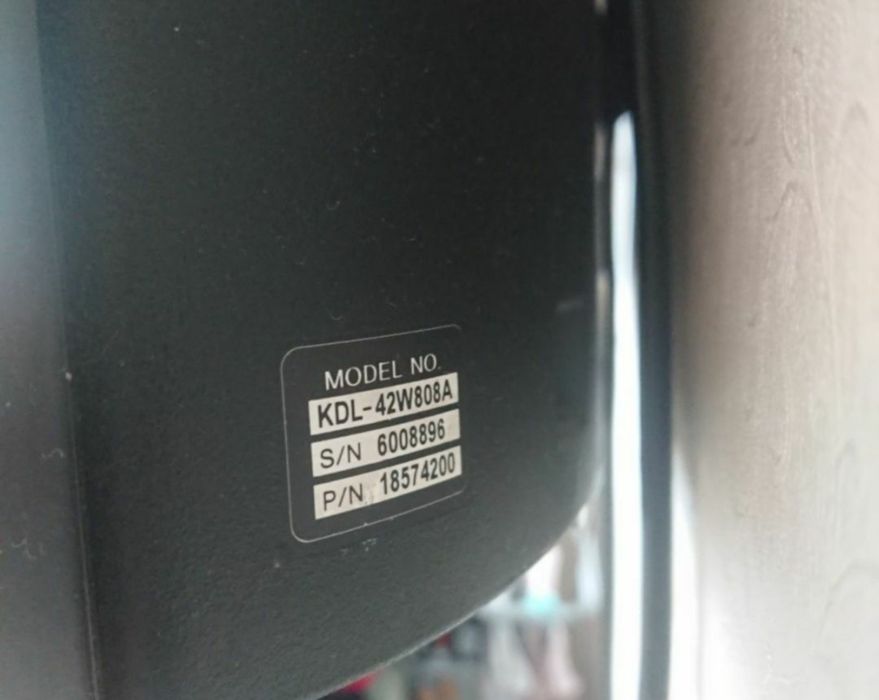 MODEL NO.
KDL-42W808A
S/N 6008896
P/N 18574200